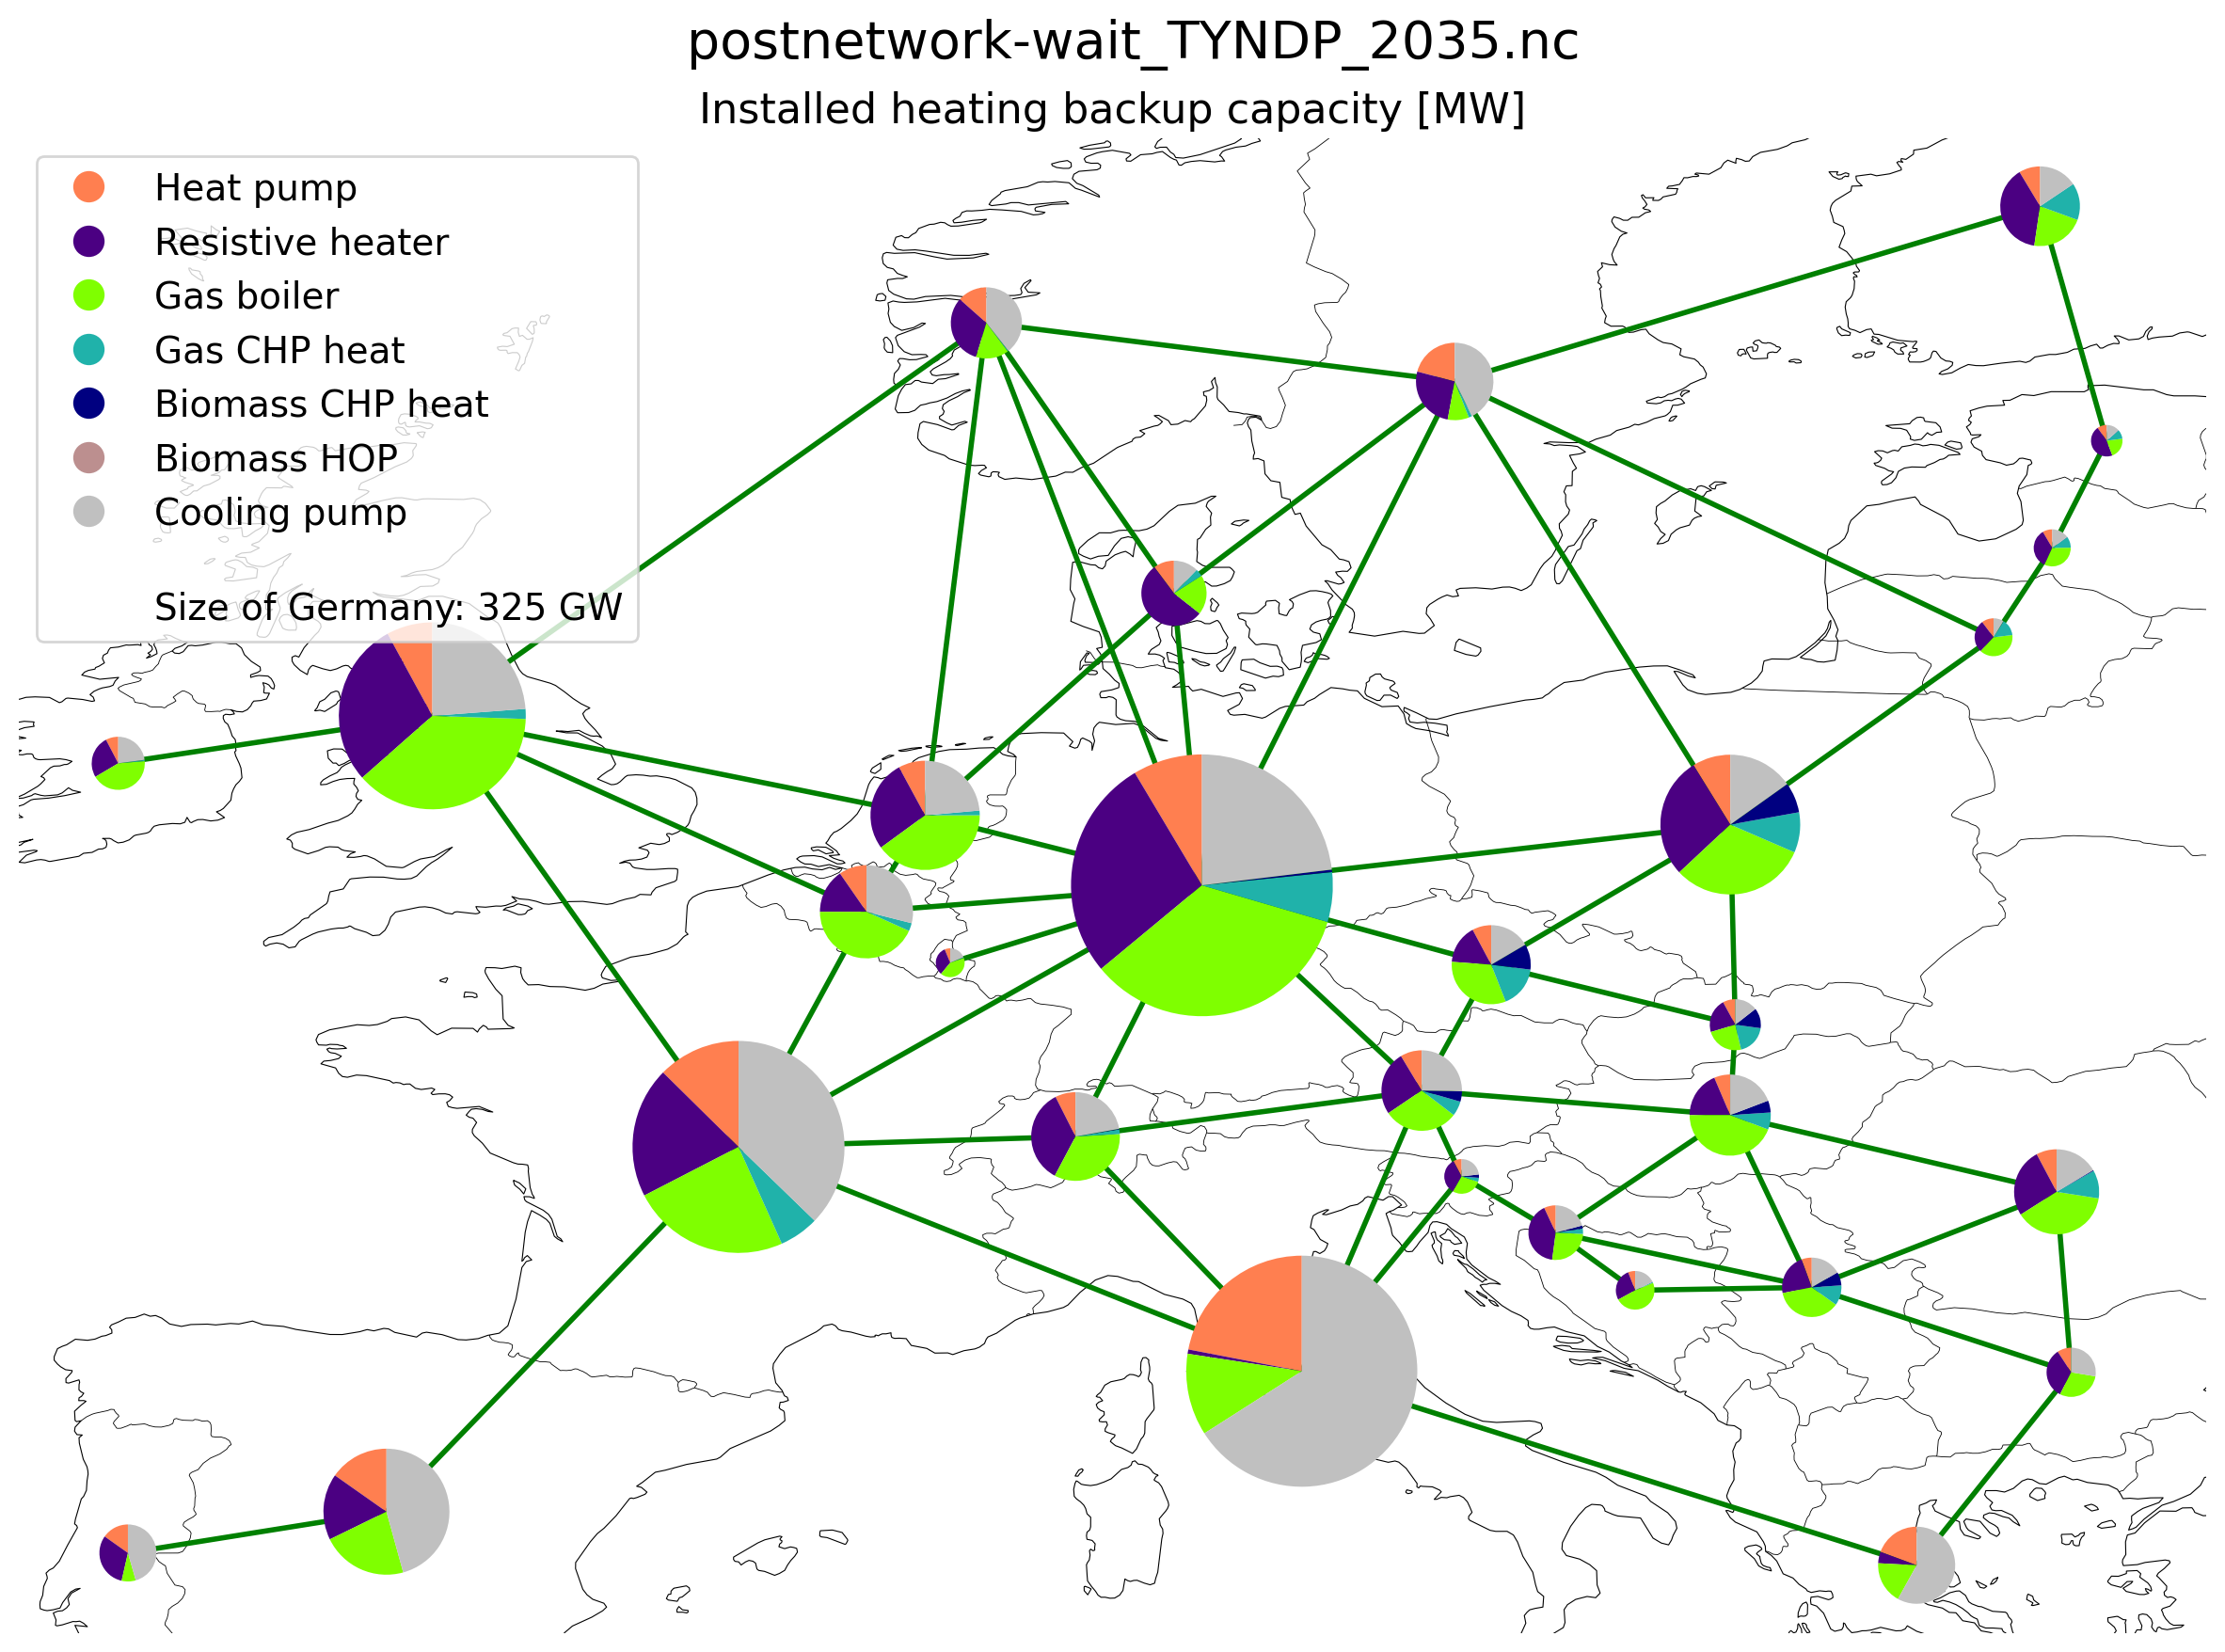 postnetwork-wait_TYNDP_2035.nc
Installed heating backup capacity [MW]
Heat pump
Resistive heater
Gas boiler
Gas CHP heat
Biomass CHP heat
Biomass HOP
Cooling pump
Size of Germany: 325 GW